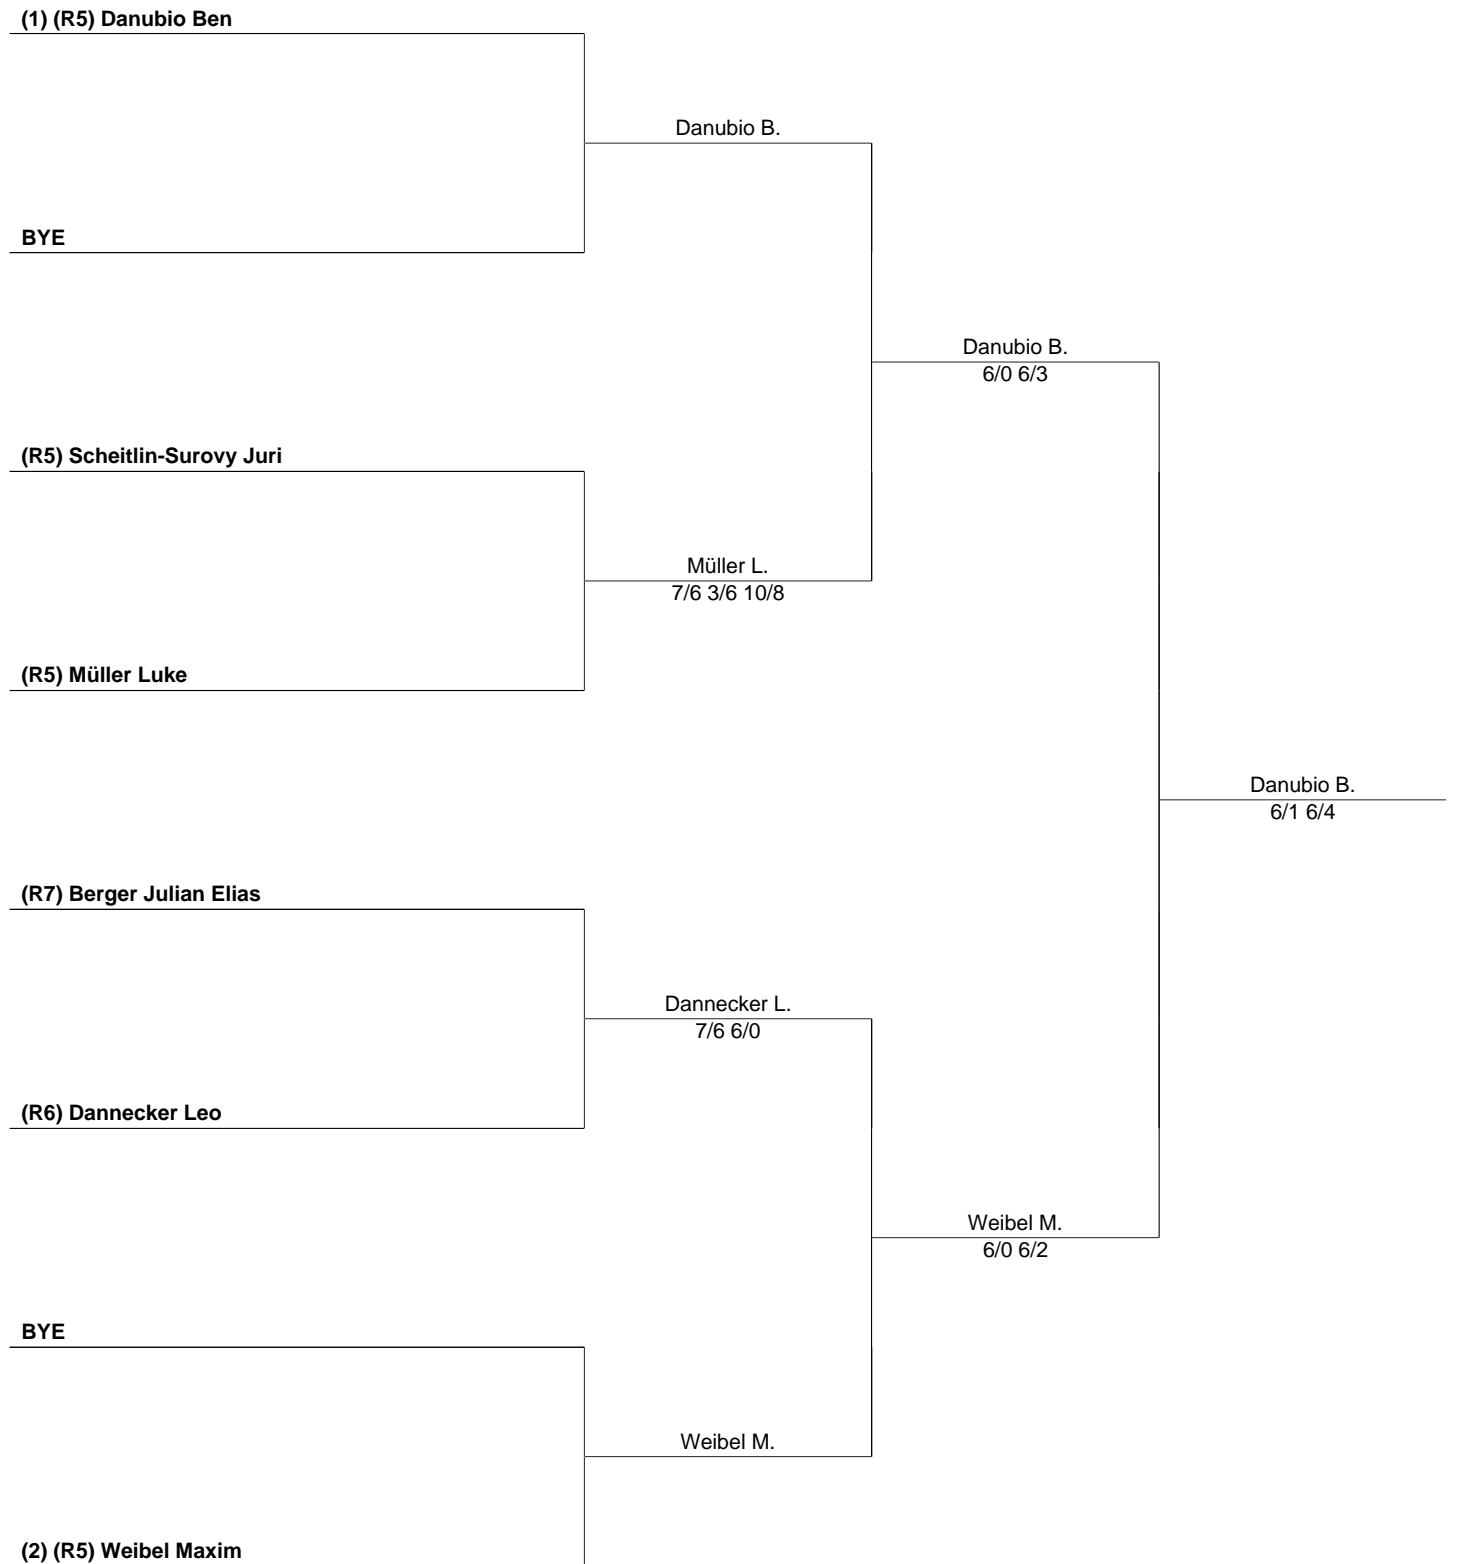 (1) (R5) Danubio Ben
Danubio B.
BYE
Danubio B.
6/0 6/3
(R5) Scheitlin-Surovy Juri
Müller L.
7/6 3/6 10/8
(R5) Müller Luke
Danubio B.
6/1 6/4
(R7) Berger Julian Elias
Dannecker L.
7/6 6/0
(R6) Dannecker Leo
Weibel M.
6/0 6/2
BYE
Weibel M.
(2) (R5) Weibel Maxim